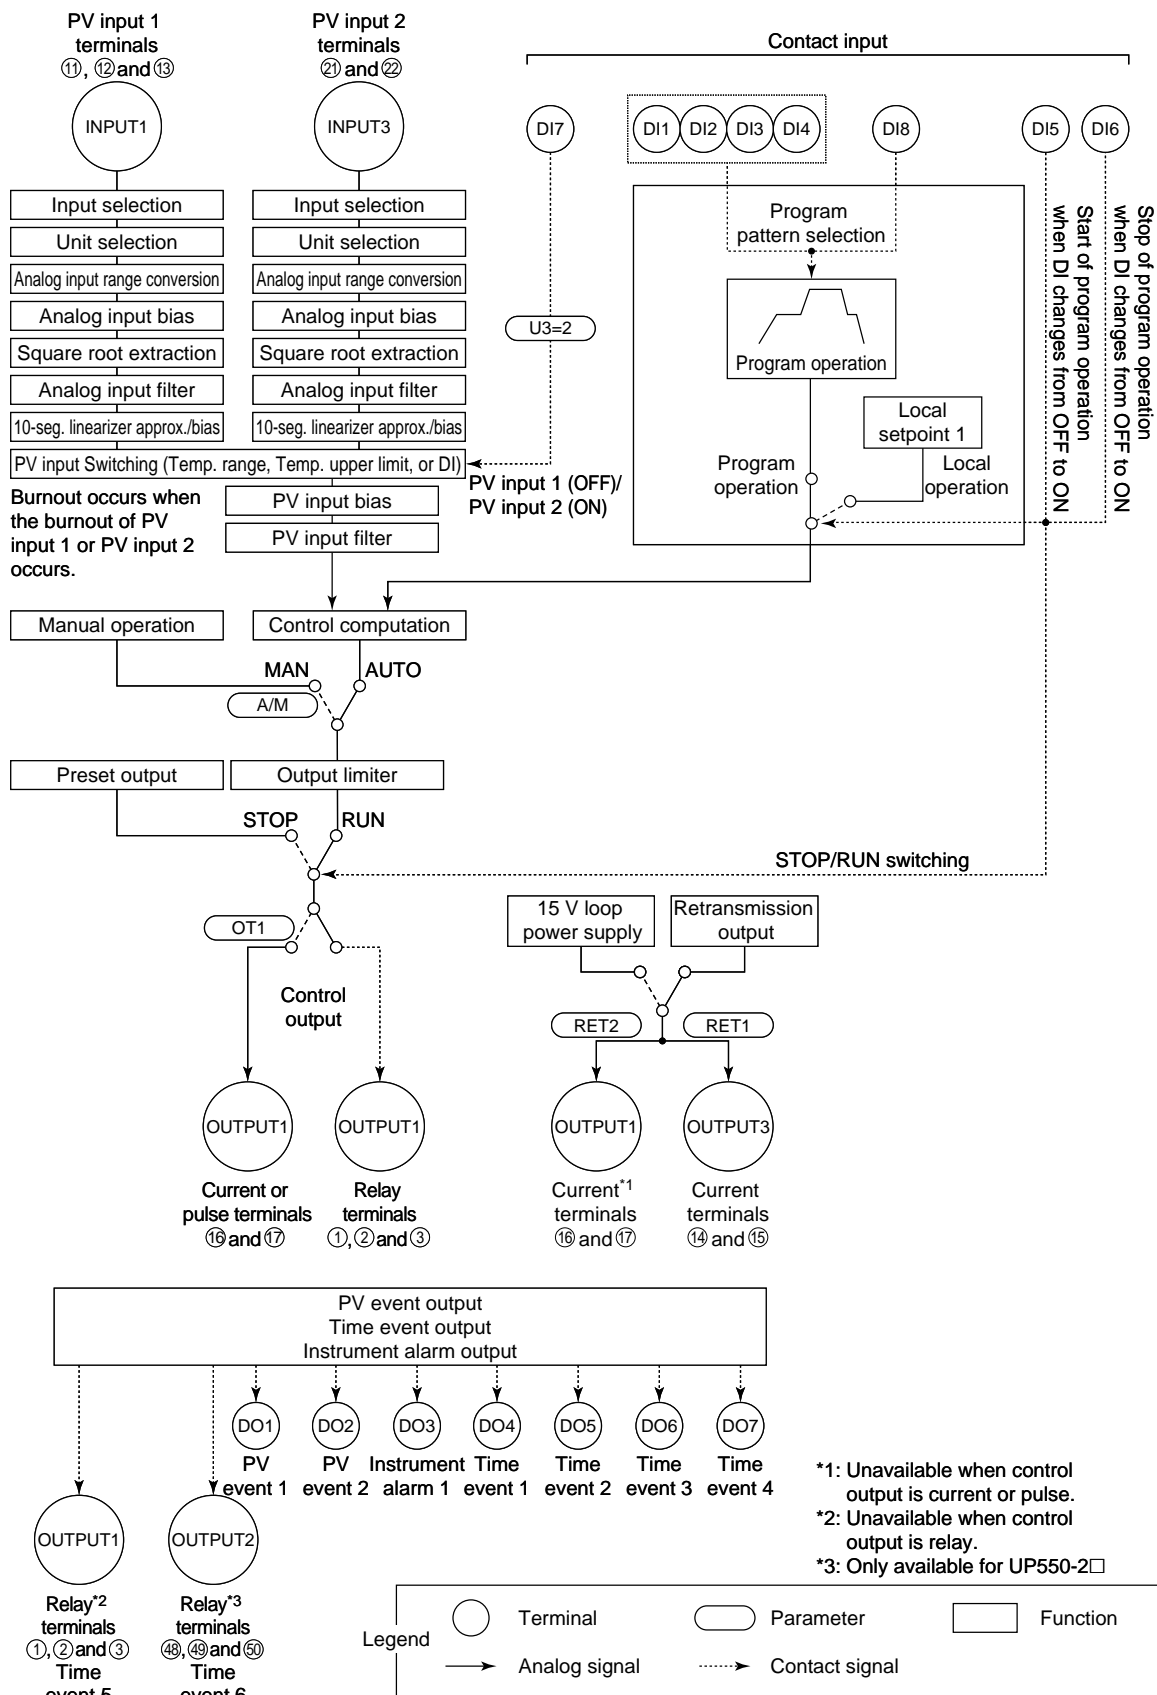 PV input 1
terminals
⑪, ⑫ and ⑬
PV input 2
terminals
㉑ and ㉒
Contact input
INPUT1
INPUT3
DI7
DI1
DI2
DI3
DI4
DI8
DI5
DI6
Input selection
Unit selection
Analog input range conversion
Analog input bias
Square root extraction
Analog input filter
10-seg. linearizer approx./bias
Input selection
Unit selection
Analog input range conversion
Analog input bias
Square root extraction
Analog input filter
10-seg. linearizer approx./bias
U3=2
Program
pattern selection
Program operation
Local
setpoint 1
Program
operation
Local
operation
Start of program operation
when DI changes from OFF to ON
Stop of program operation
when DI changes from OFF to ON
PV input Switching (Temp. range, Temp. upper limit, or DI)
PV input 1 (OFF)/
PV input 2 (ON)
Burnout occurs when
the burnout of PV
input 1 or PV input 2
occurs.
PV input bias
PV input filter
Manual operation
Control computation
MAN
AUTO
A/M
Preset output
Output limiter
STOP
RUN
STOP/RUN switching
OT1
Control
output
15 V loop
power supply
Retransmission
output
RET2
RET1
OUTPUT1
OUTPUT1
OUTPUT1
OUTPUT3
Current or
pulse terminals
⑯ and ⑰
Relay
terminals
①, ② and ③
Current*1
terminals
⑯ and ⑰
Current
terminals
⑭ and ⑮
PV event output
Time event output
Instrument alarm output
DO1
DO2
DO3
DO4
DO5
DO6
DO7
PV
event 1
PV
event 2
Instrument
alarm 1
Time
event 1
Time
event 2
Time
event 3
Time
event 4
*1: Unavailable when control
output is current or pulse.
*2: Unavailable when control
output is relay.
*3: Only available for UP550-2□
OUTPUT1
OUTPUT2
Relay*2
terminals
①, ② and ③
Time
event 5
Relay*3
terminals
㊽, ㊾ and ㊿
Time
event 6
Legend
Terminal
Parameter
Function
Analog signal
Contact signal